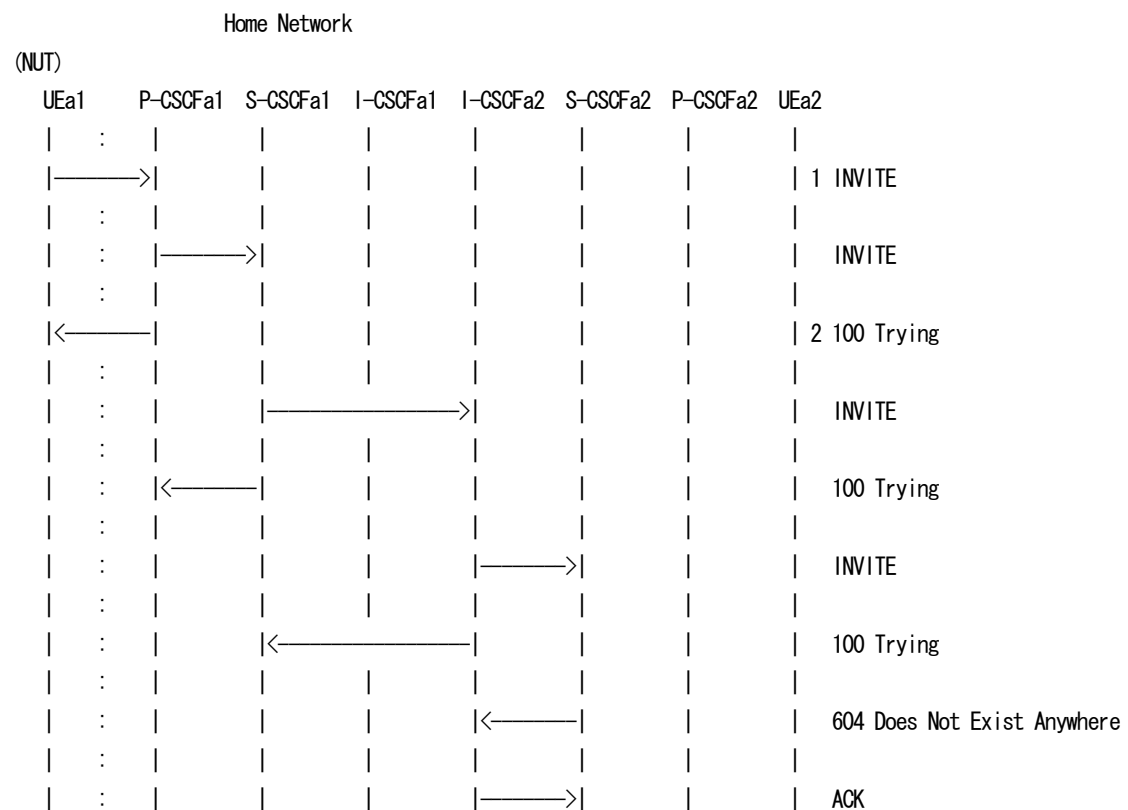 Home Network
(NUT)
UEa1 P-CSCFa1 S-CSCFa1 I-CSCFa1 I-CSCFa2 S-CSCFa2 P-CSCFa2 UEa2
| : | | | | | | |
|-------->| | | | | | | 1 INVITE
| : | | | | | | |
| : |-------->| | | | | | INVITE
| : | | | | | | |
|<--------| | | | | | | 2 100 Trying
| : | | | | | | |
| : | |------------------>| | | | INVITE
| : | | | | | | |
| : |<--------| | | | | | 100 Trying
| : | | | | | | |
| : | | | |-------->| | | INVITE
| : | | | | | | |
| : | |<------------------| | | | 100 Trying
| : | | | | | | |
| : | | | |<--------| | | 604 Does Not Exist Anywhere
| : | | | | | | |
| : | | | |-------->| | | ACK